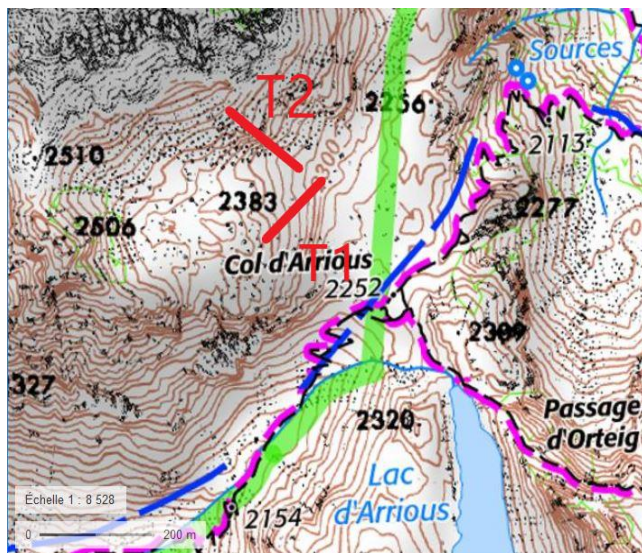 Sources
T2
2256
2113
2510
2383
2277
2506
Col d'Arrious
T1
2252
2309
2327
Passage
d'Orteig
2320
Lac
d'Arrious
Échelle 1 : 8 528
0 200 m
2154